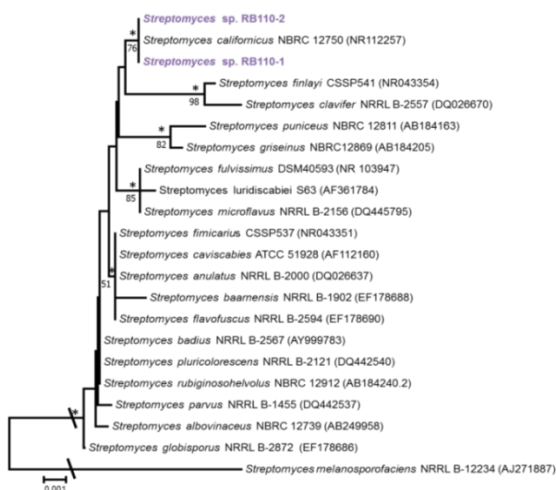 Streptomyces sp. RB110-2
*
76
Streptomyces californicus NBRC 12750 (NR112257)
Streptomyces sp. RB110-1
Streptomyces finlayi CSSP541 (NR043354)
*
98
Streptomyces clavifer NRRL B-2557 (DQ026670)
Streptomyces puniceus NBRC 12811 (AB184163)
*
82
Streptomyces griseinus NBRC12869 (AB184205)
Streptomyces fulvissimus DSM40593 (NR 103947)
*
85
Streptomyces luridiscabiei S63 (AF361784)
Streptomyces microflavus NRRL B-2156 (DQ445795)
Streptomyces fimicarius CSSP537 (NR043351)
Streptomyces caviscabies ATCC 51928 (AF112160)
*
51
Streptomyces anulatus NRRL B-2000 (DQ026637)
Streptomyces baarnensis NRRL B-1902 (EF178688)
Streptomyces flavofuscus NRRL B-2594 (EF178690)
Streptomyces badius NRRL B-2567 (AY999783)
Streptomyces pluricolorescens NRRL B-2121 (DQ442540)
Streptomyces rubiginosohelvolus NBRC 12912 (AB184240.2)
Streptomyces parvus NRRL B-1455 (DQ442537)
*
Streptomyces albovinaceus NBRC 12739 (AB249958)
Streptomyces globisporus NRRL B-2872 (EF178686)
Streptomyces melanosporofaciens NRRL B-12234 (AJ271887)
0.001